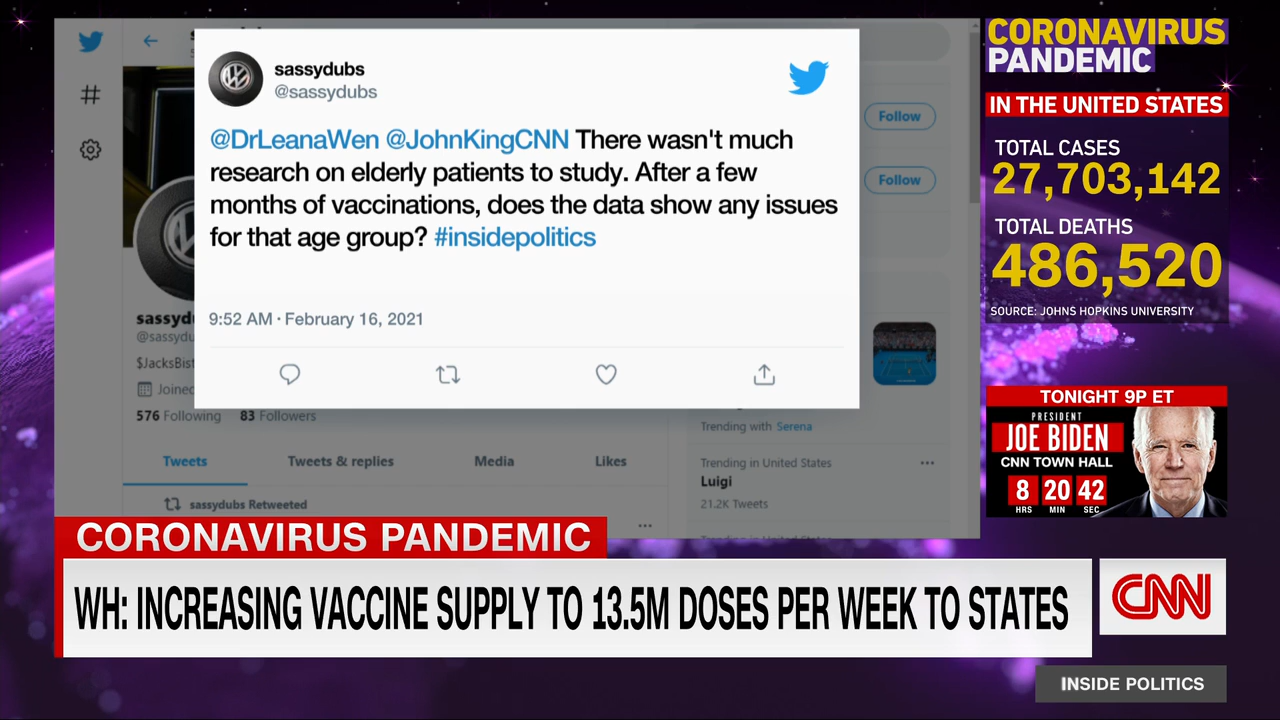 sassydubs
@sassydubs
@DrLeanaWen @JohnKingCNN There wasn't much
research on elderly patients to study. After a few
months of vaccinations, does the data show any issues
for that age group? #insidepolitics
9:52 AM · February 16, 2021
#
Follow
Follow
sassyd
@sassydu
$JacksBist
Joined
576 Following 83 Followers
Tweets Tweets & replies Media Likes
sassydubs Retweeted
Trending with Serena
Trending in United States
Luigi
21.2K Tweets
CORONAVIRUS
PANDEMIC
IN THE UNITED STATES
TOTAL CASES
27,703,142
TOTAL DEATHS
486,520
SOURCE: JOHNS HOPKINS UNIVERSITY
TONIGHT 9P ET
PRESIDENT
JOE BIDEN
CNN TOWN HALL
8 20 42
HRS MIN SEC
CORONAVIRUS PANDEMIC
WH: INCREASING VACCINE SUPPLY TO 13.5M DOSES PER WEEK TO STATES
CNN
INSIDE POLITICS